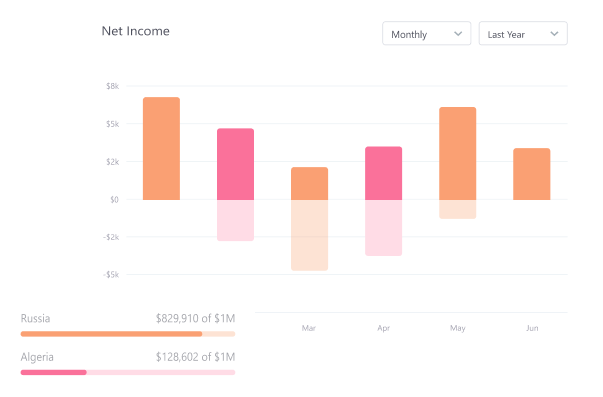 Net Income
Monthly
Last Year
$8k
$5k
$2k
$0
-$2k
-$5k
Mar
Apr
May
Jun
Russia
$829,910 of $1M
Algeria
$128,602 of $1M